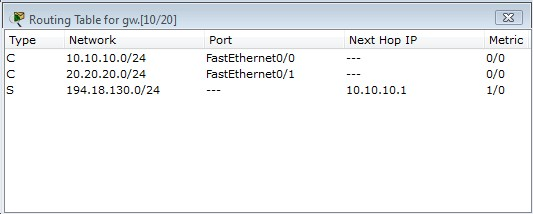 Routing Table for gw.[10/20]
Type Network Port Next Hop IP Metric
C 10.10.10.0/24 FastEthernet0/0 --- 0/0
C 20.20.20.0/24 FastEthernet0/1 --- 0/0
S 194.18.130.0/24 --- 10.10.10.1 1/0